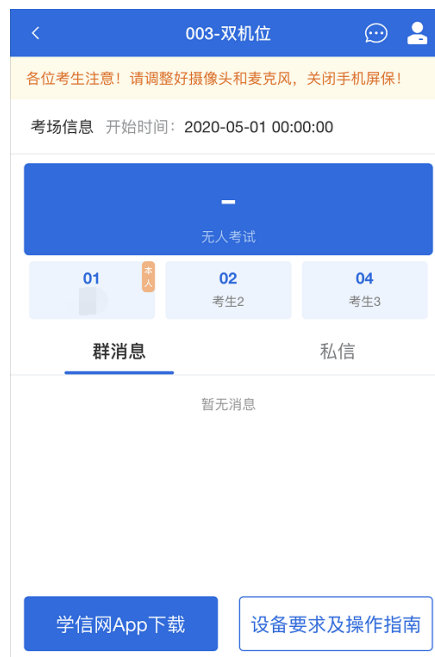 003-双机位
各位考生注意！请调整好摄像头和麦克风，关闭手机屏保！
考场信息 开始时间：2020-05-01 00:00:00
–
无人考试
01 本人 02 04
考生2 考生3
群消息 私信
暂无消息
学信网App下载 设备要求及操作指南